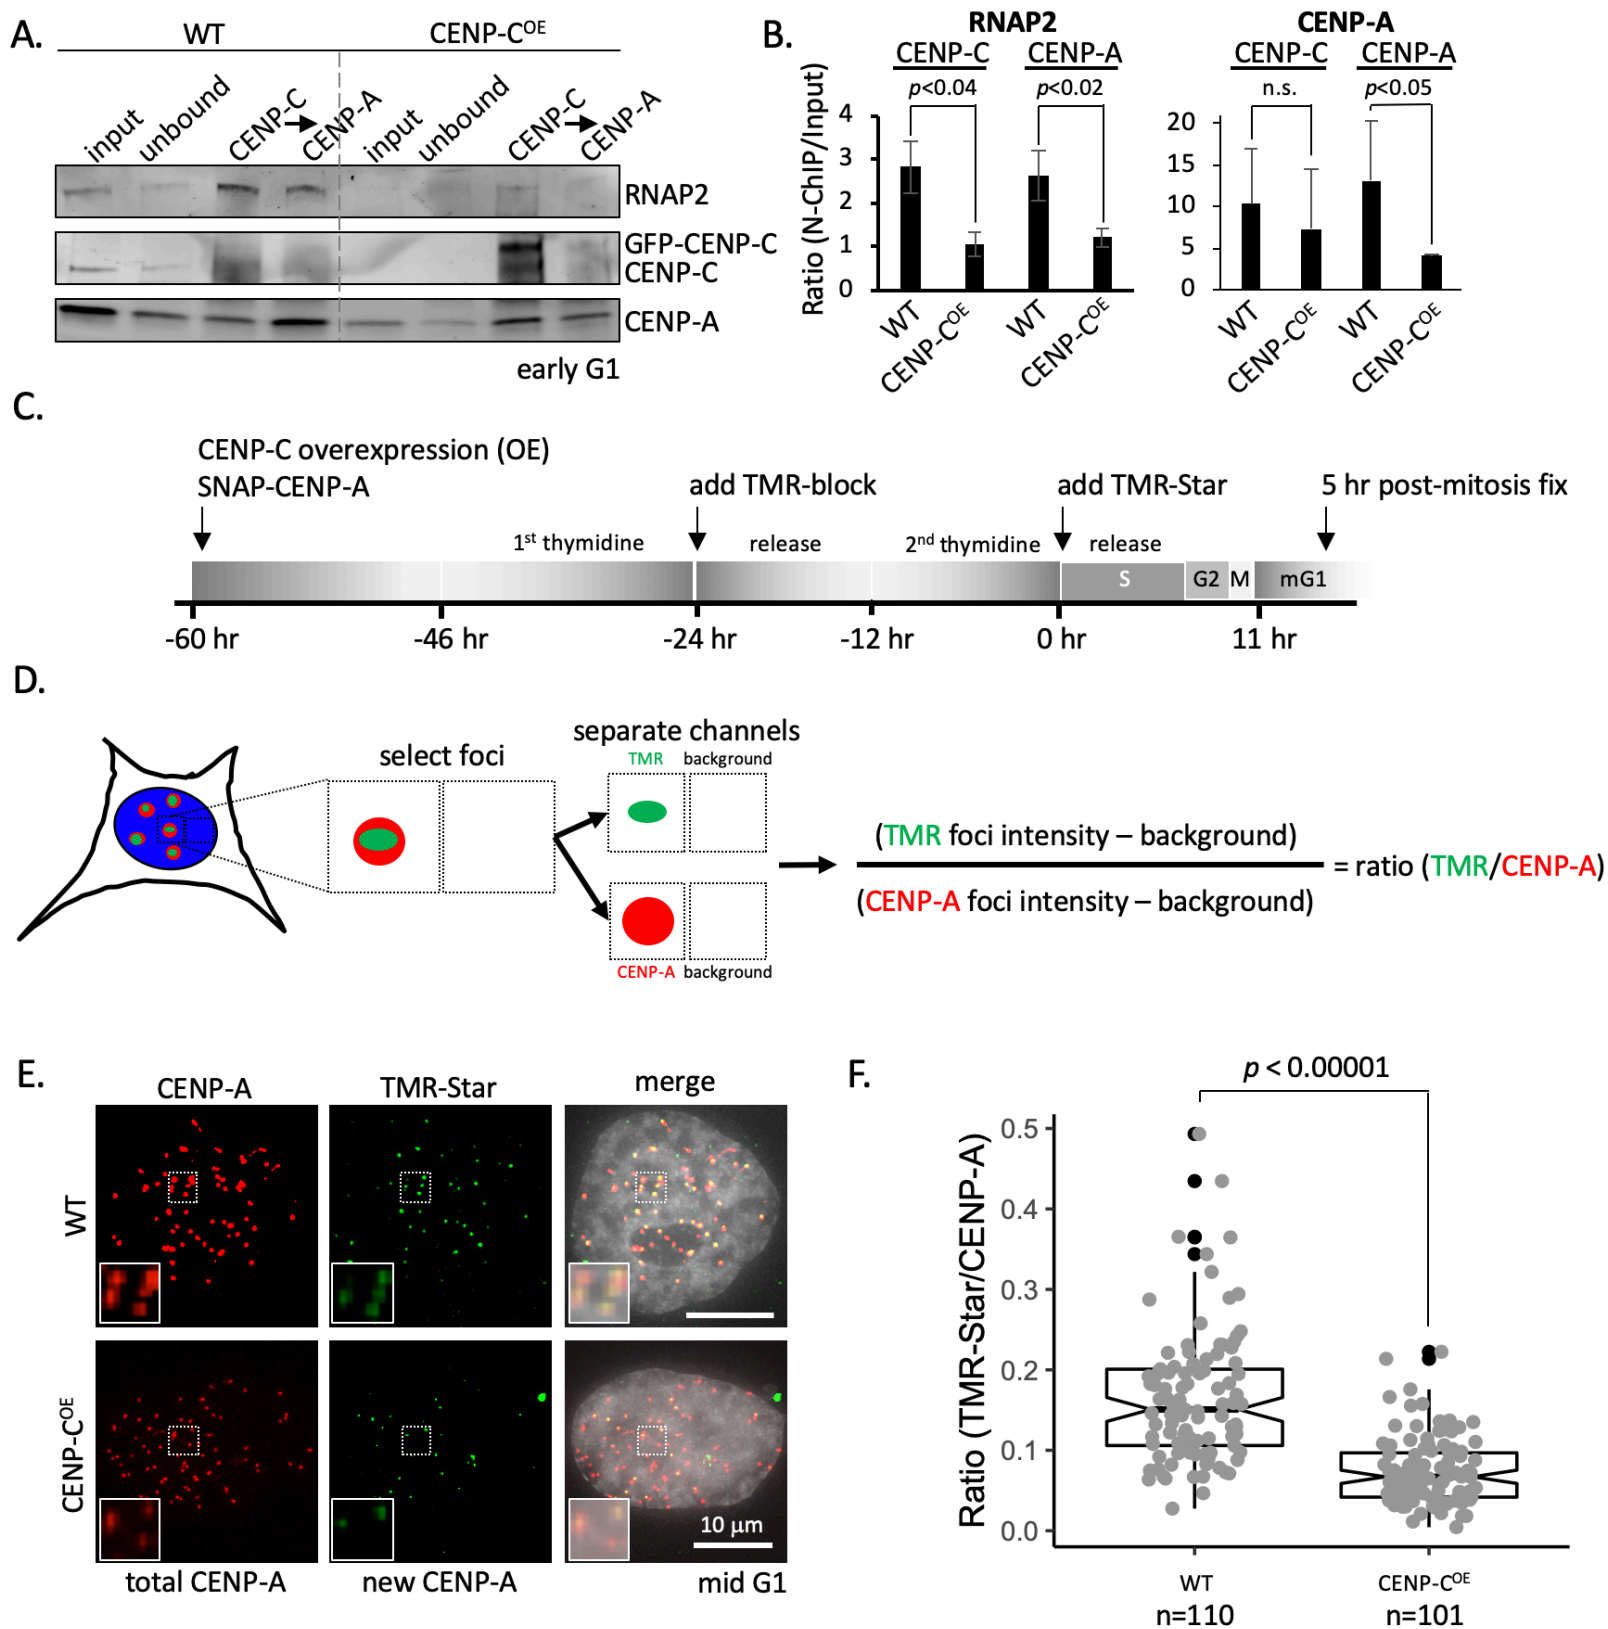 A.
WT
CENP-C^OE
input
unbound
CENP-C
CENP-A
input
unbound
CENP-C
CENP-A
RNAP2
GFP-CENP-C
CENP-C
CENP-A
early G1
B.
RNAP2
CENP-A
CENP-C
CENP-A
CENP-C
CENP-A
p<0.04
p<0.02
n.s.
p<0.05
Ratio (N-ChIP/Input)
4
3
2
1
0
20
15
10
5
0
WT
CENP-C^OE
WT
CENP-C^OE
WT
CENP-C^OE
WT
CENP-C^OE
C.
CENP-C overexpression (OE)
SNAP-CENP-A
add TMR-block
add TMR-Star
5 hr post-mitosis fix
1st thymidine
release
2nd thymidine
release
S
G2
M
mG1
-60 hr
-46 hr
-24 hr
-12 hr
0 hr
11 hr
D.
select foci
separate channels
TMR
background
CENP-A
background
(TMR foci intensity – background)
(CENP-A foci intensity – background)
= ratio (TMR/CENP-A)
E.
CENP-A
TMR-Star
merge
WT
CENP-C^OE
10 µm
total CENP-A
new CENP-A
mid G1
F.
p < 0.00001
Ratio (TMR-Star/CENP-A)
0.5
0.4
0.3
0.2
0.1
0.0
WT
n=110
CENP-C^OE
n=101